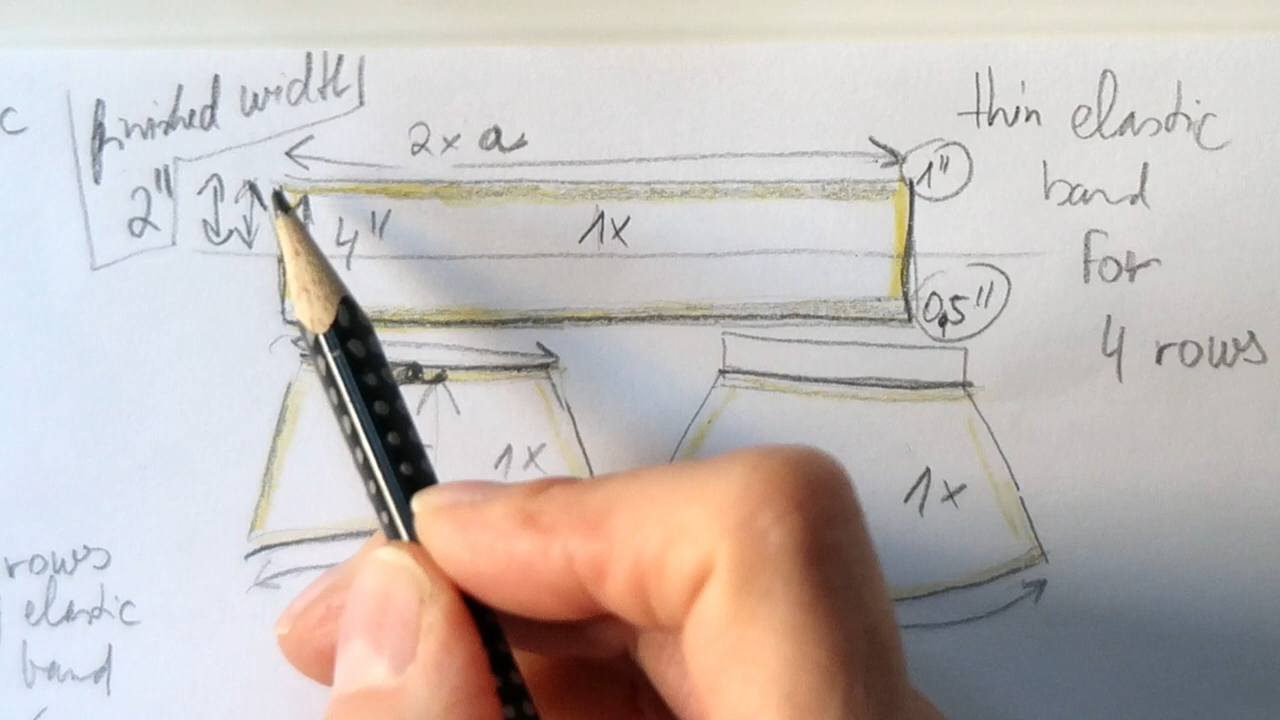 c
finished width
2"
2 x a
4"
1x
1"
0,5"
thin elastic
band
for
4 rows
1x
1x
rows
elastic
band